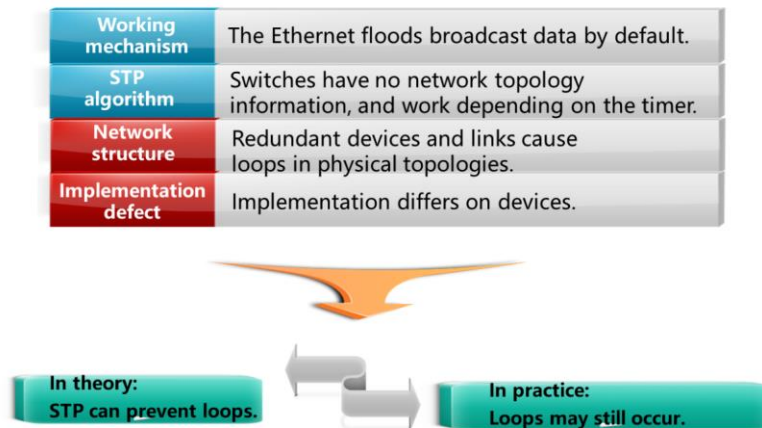 Working
mechanism
The Ethernet floods broadcast data by default.
STP
algorithm
Switches have no network topology
information, and work depending on the timer.
Network
structure
Redundant devices and links cause
loops in physical topologies.
Implementation
defect
Implementation differs on devices.
In theory:
STP can prevent loops.
In practice:
Loops may still occur.